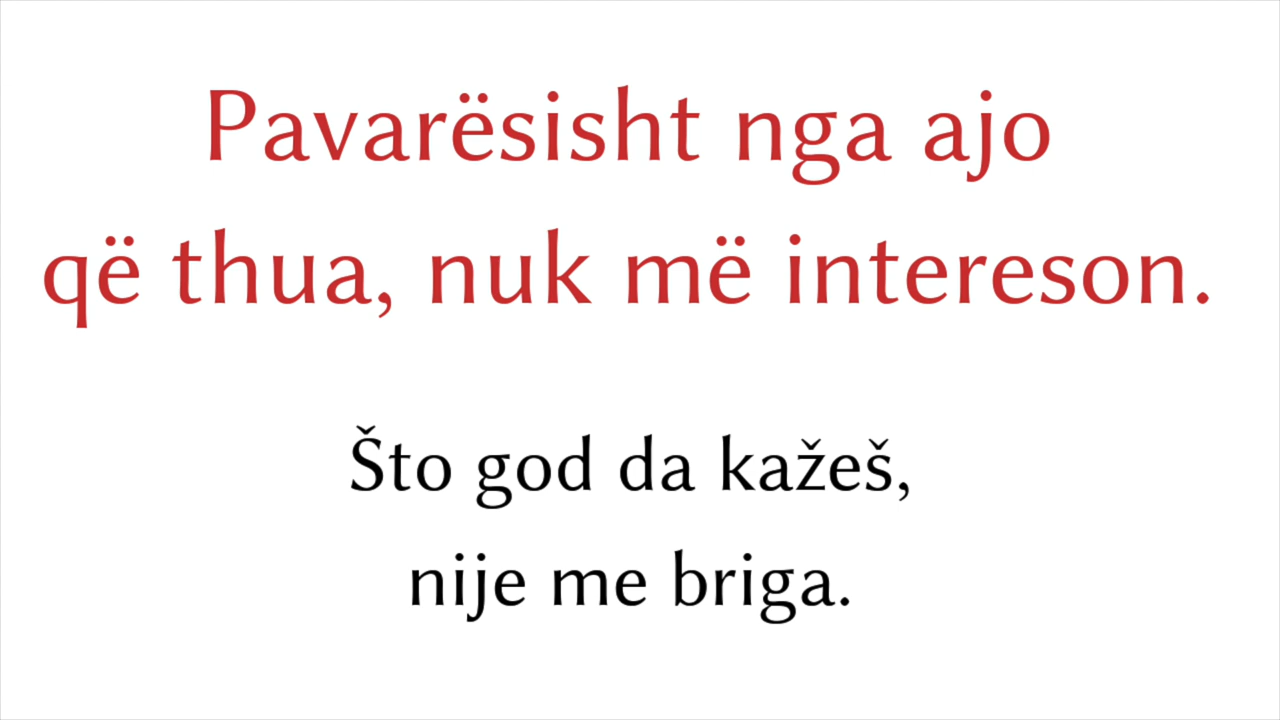 Pavarësisht nga ajo
që thua, nuk më intereson.
Što god da kažeš,
nije me briga.